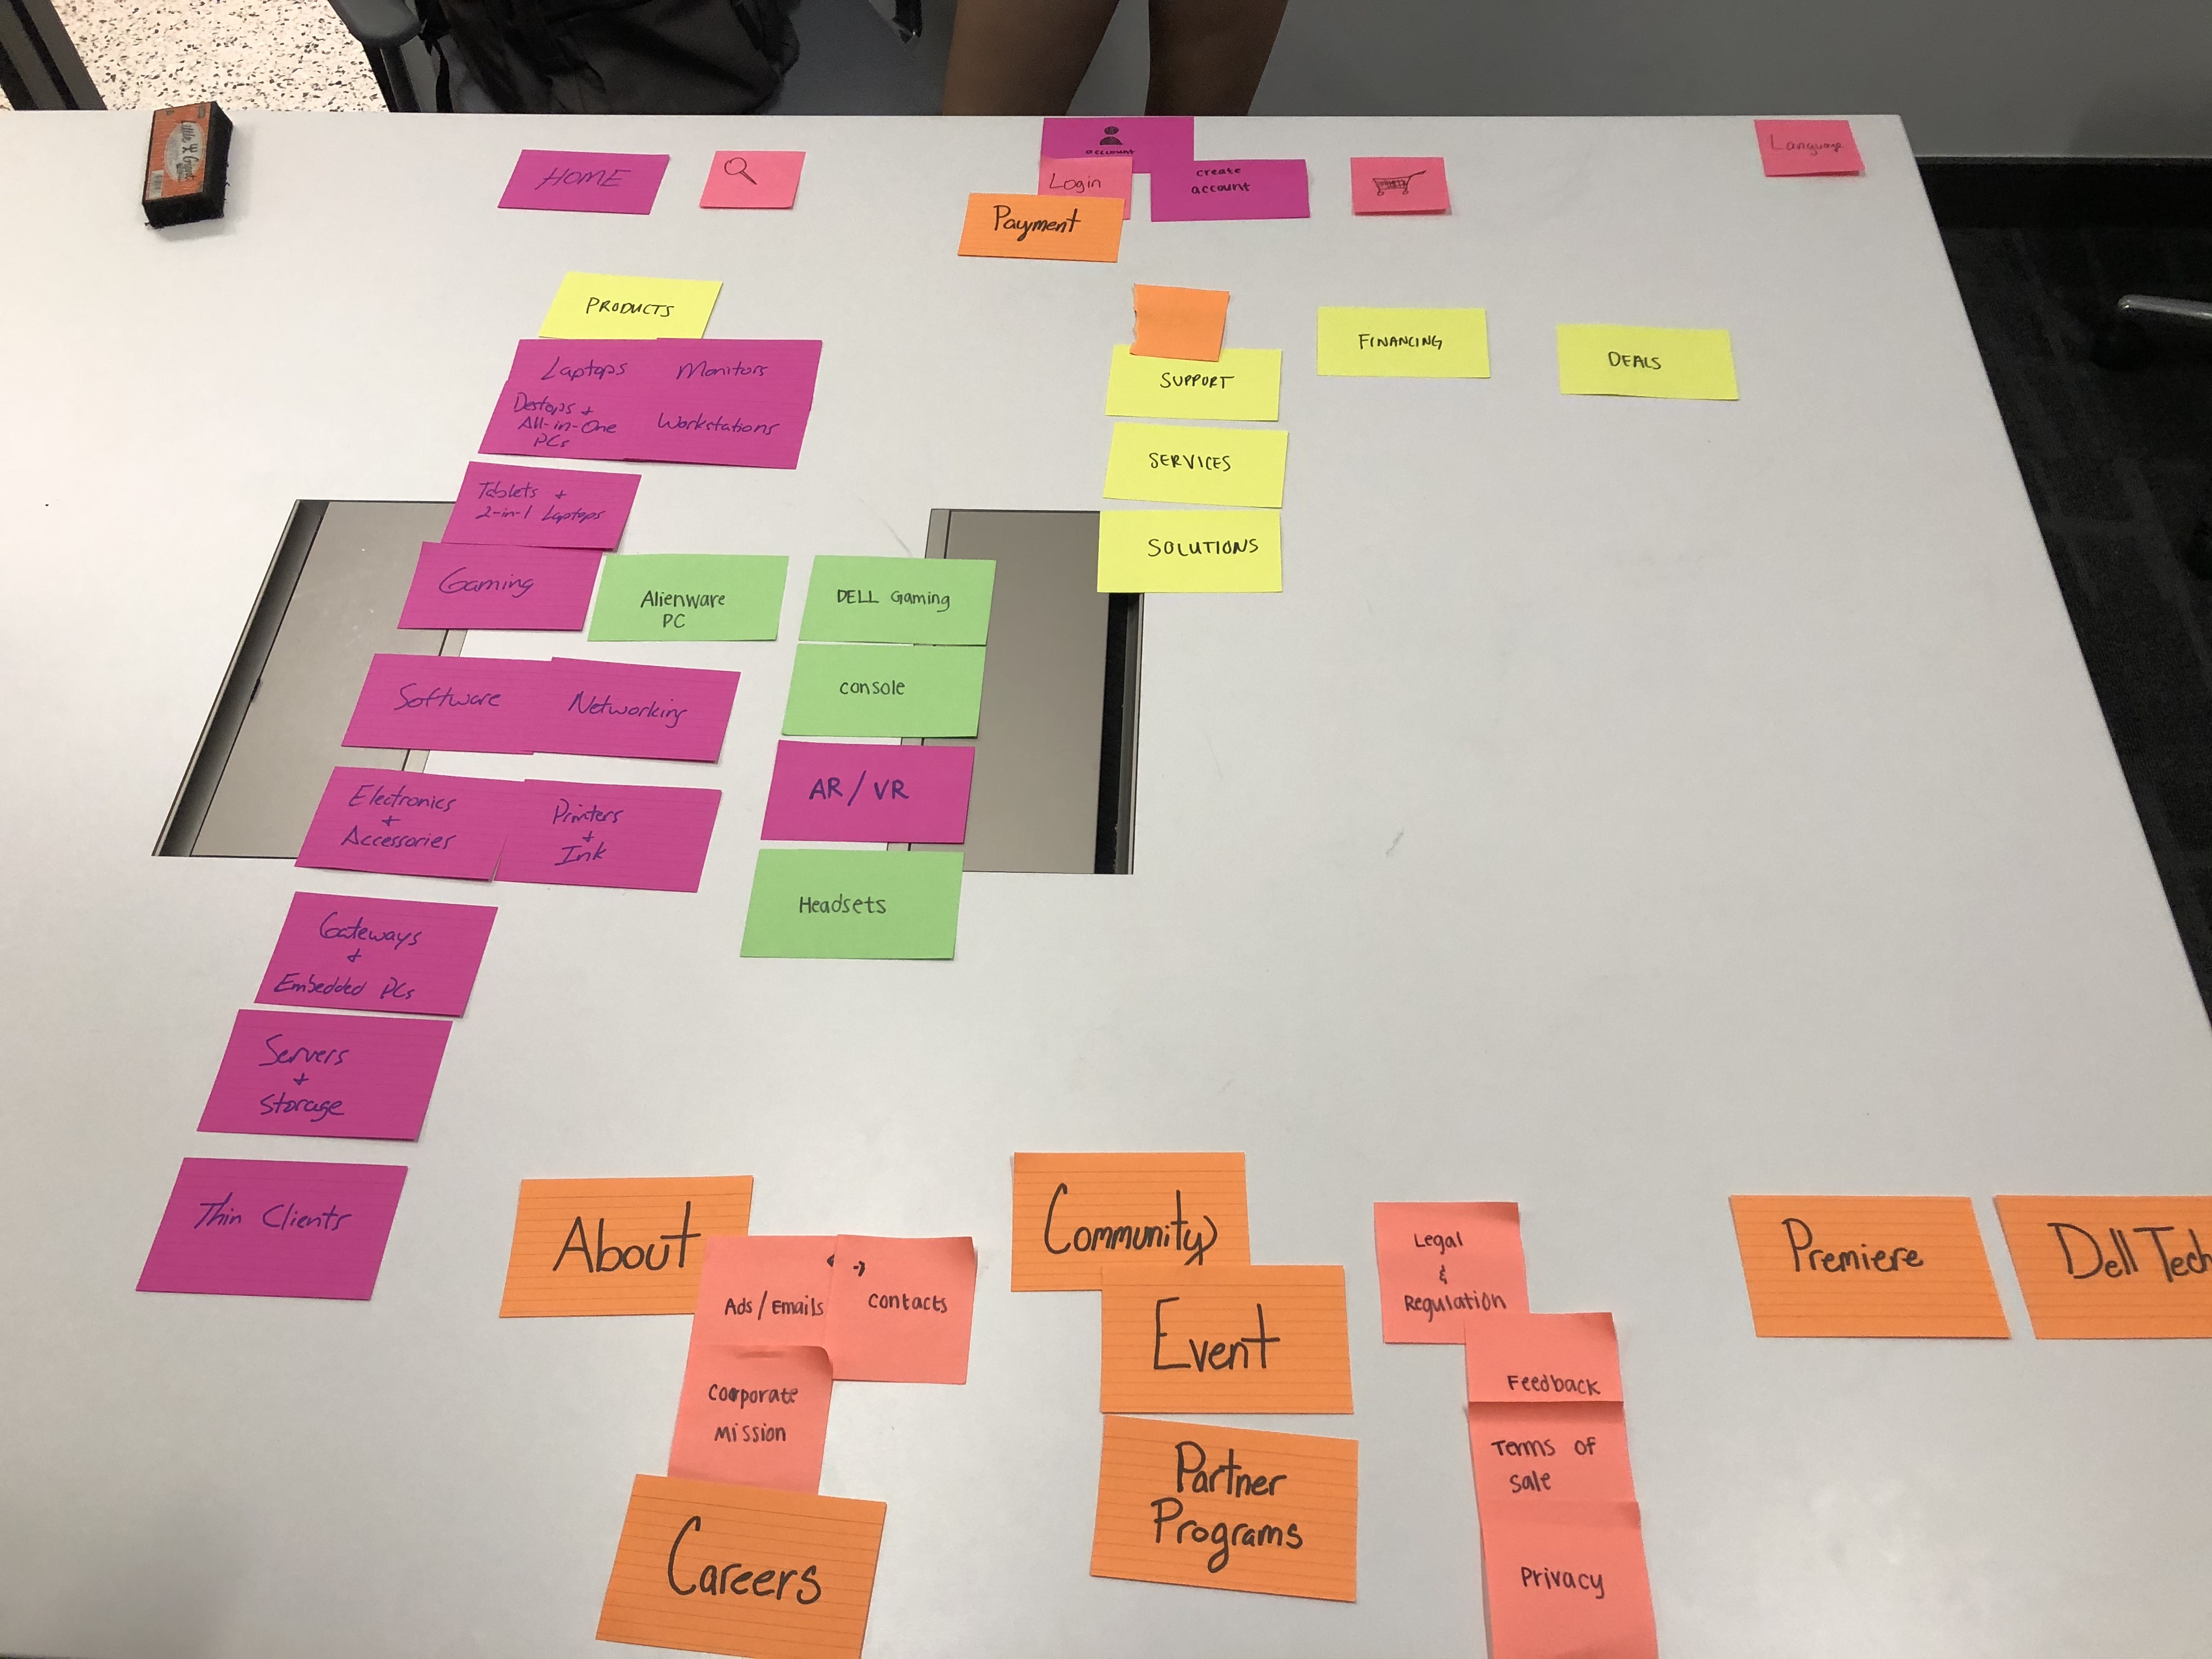 Little Giant
account
HOME
Login
create
account
Language
Payment
PRODUCTS
Laptops
Monitors
Destops +
All-in-One
PCs
Workstations
SUPPORT
FINANCING
DEALS
SERVICES
SOLUTIONS
Tablets +
2-in-1 Laptops
Gaming
Alienware
PC
DELL Gaming
console
AR / VR
Headsets
Software
Networking
Electronics
+
Accessories
Printers
+
Ink
Gateways
+
Embedded PCs
Servers
+
Storage
Thin Clients
About
Ads / Emails
contacts
Corporate
Mission
Careers
Community
Event
Partner
Programs
Legal
&
Regulation
Feedback
Terms of
sale
Privacy
Premiere
Dell Tech